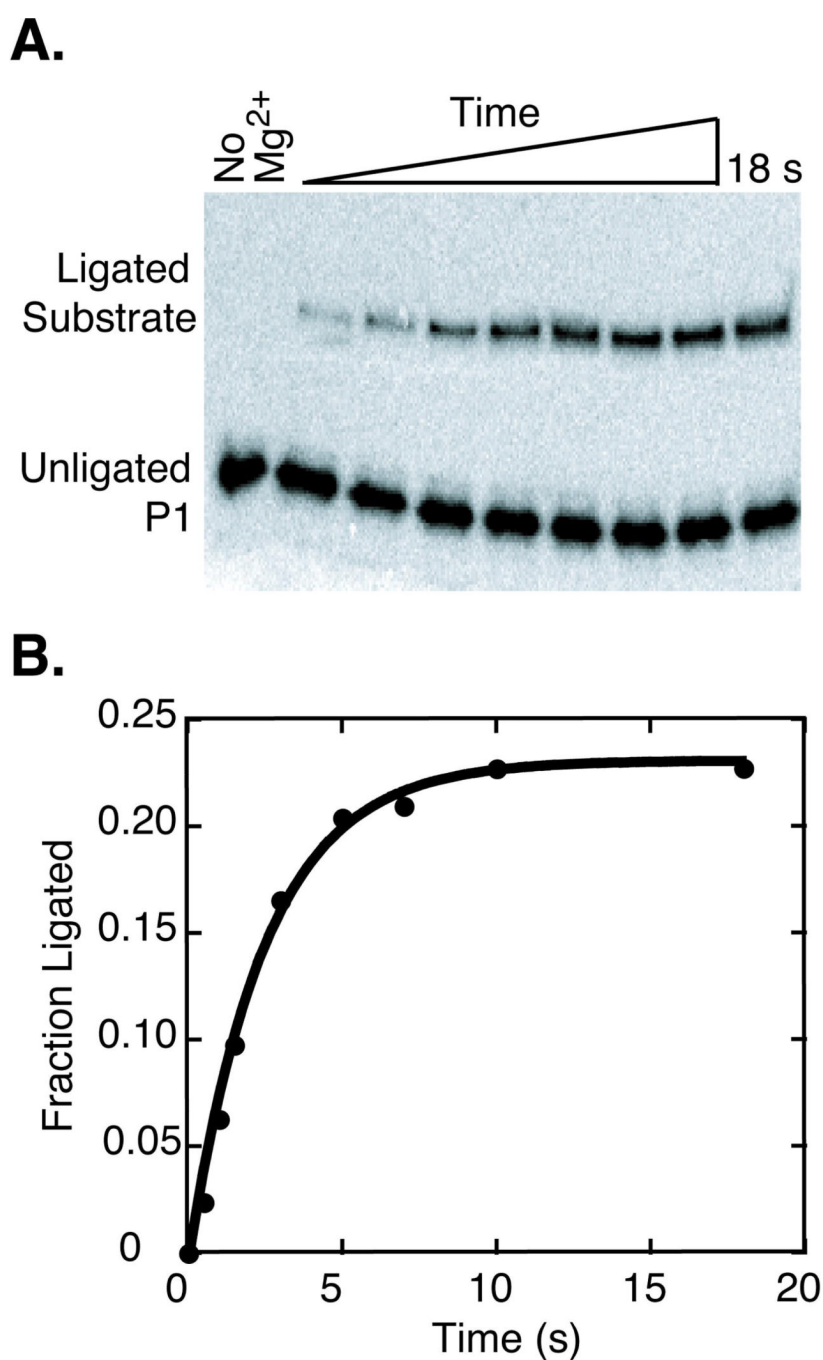 A.
No
Mg2+
Time
18 s
Ligated
Substrate
Unligated
P1
B.
0.25
0.20
0.15
0.10
0.05
0
Fraction Ligated
0 5 10 15 20
Time (s)